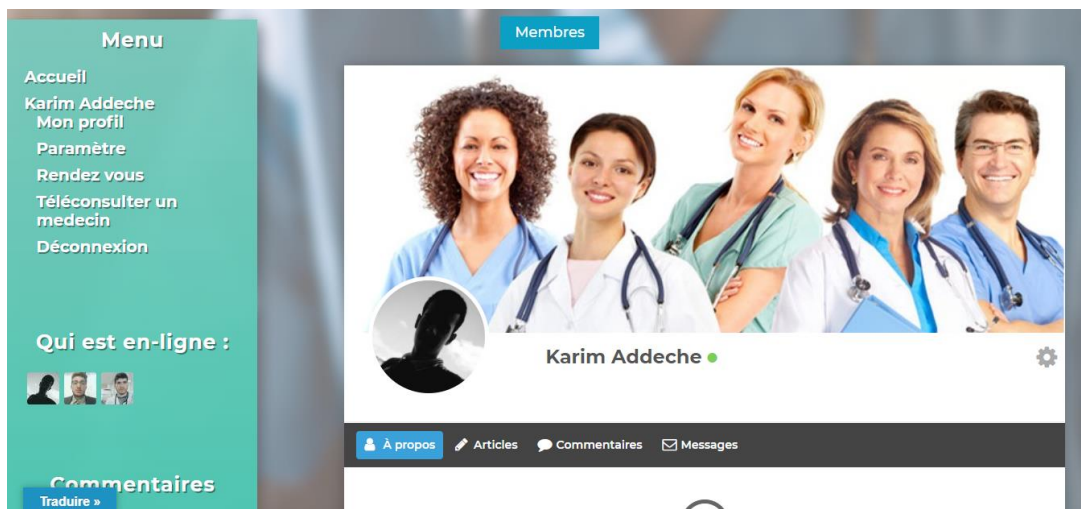 Menu
Accueil
Karim Addeche
Mon profil
Paramètre
Rendez vous
Téléconsulter un
medecin
Déconnexion
Qui est en-ligne :
Commentaires
Traduire »
Membres
Karim Addeche
À propos Articles Commentaires Messages